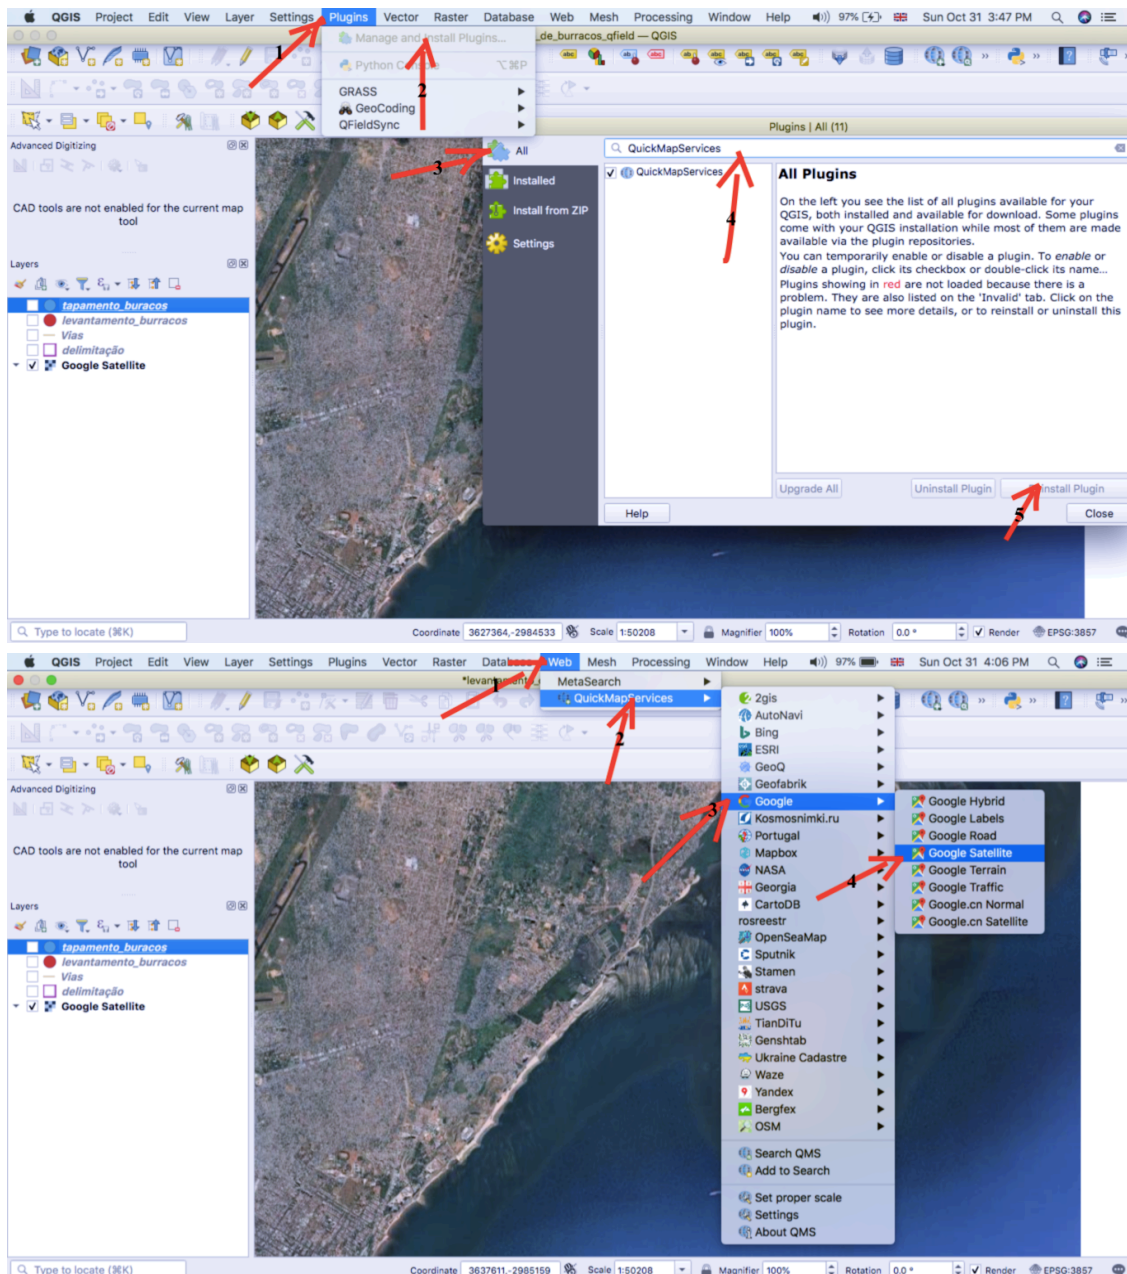 QGIS Project Edit View Layer Settings Plugins Vector Raster Database Web Mesh Processing Window Help 97% Sun Oct 31 3:47 PM
_de_burracos_qfield — QGIS
1
Manage and Install Plugins...
Python Console ⌥⌘P
2
GRASS
GeoCoding
QFieldSync
Plugins | All (11)
Advanced Digitizing
CAD tools are not enabled for the current map
tool
3
All
Installed
Install from ZIP
Settings
QuickMapServices
QuickMapServices
4
All Plugins
On the left you see the list of all plugins available for your
QGIS, both installed and available for download. Some plugins
come with your QGIS installation while most of them are made
available via the plugin repositories.
You can temporarily enable or disable a plugin. To enable or
disable a plugin, click its checkbox or double-click its name...
Plugins showing in red are not loaded because there is a
problem. They are also listed on the 'Invalid' tab. Click on the
plugin name to see more details, or to reinstall or uninstall this
plugin.
Layers
tapamento_buracos
levantamento_burracos
Vias
delimitação
Google Satellite
Upgrade All Uninstall Plugin Reinstall Plugin
5
Help Close
Type to locate (⌘K) Coordinate 3627364,-2984533 Scale 1:50208 Magnifier 100% Rotation 0.0 ° Render EPSG:3857
QGIS Project Edit View Layer Settings Plugins Vector Raster Database Web Mesh Processing Window Help 97% Sun Oct 31 4:06 PM
1
MetaSearch
QuickMapServices
2
2gis
AutoNavi
Bing
ESRI
GeoQ
Geofabrik
Google
3
Kosmosnimki.ru
Portugal
Mapbox
NASA
Georgia
CartoDB
rosreestr
OpenSeaMap
Sputnik
Stamen
strava
USGS
TianDiTu
Genshtab
Ukraine Cadastre
Waze
Yandex
Bergfex
OSM
Search QMS
Add to Search
Set proper scale
Settings
About QMS
Google Hybrid
Google Labels
Google Road
Google Satellite
4
Google Terrain
Google Traffic
Google.cn Normal
Google.cn Satellite
Advanced Digitizing
CAD tools are not enabled for the current map
tool
Layers
tapamento_buracos
levantamento_burracos
Vias
delimitação
Google Satellite
Type to locate (⌘K) Coordinate 3637611,-2985159 Scale 1:50208 Magnifier 100% Rotation 0.0 ° Render EPSG:3857